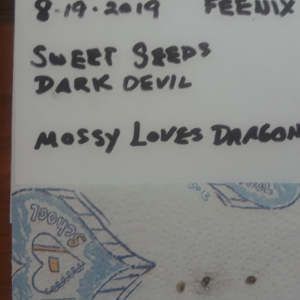 8-19-2019 FEENIX
SWEET SEEDS
DARK DEVIL
MOSSY LOVES DRAGON
School